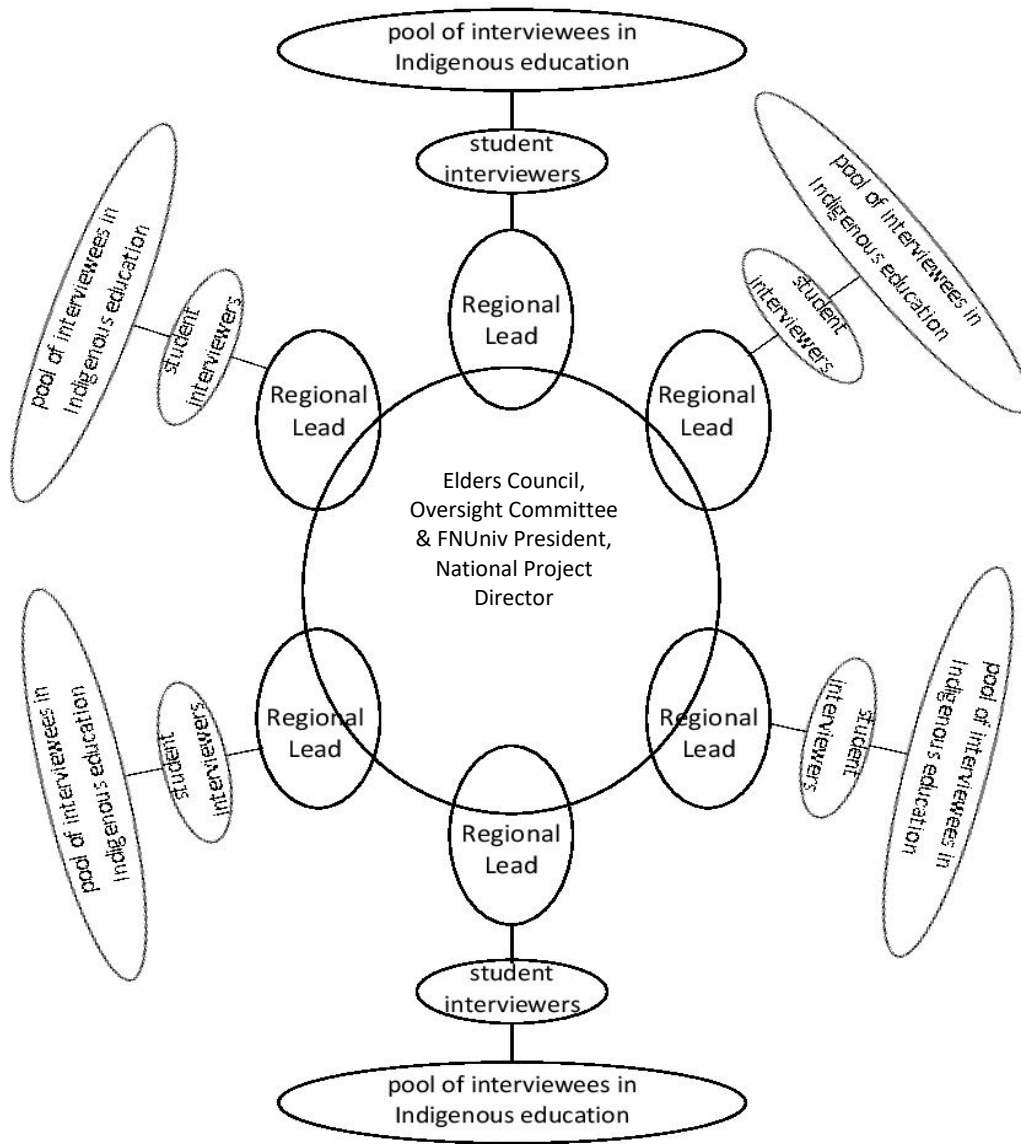 pool of interviewees in
Indigenous education
student
interviewers
Regional
Lead
pool of interviewees in
Indigenous education
student
interviewers
Regional
Lead
pool of interviewees in
Indigenous education
student
interviewers
Regional
Lead
Elders Council,
Oversight Committee
& FNUniv President,
National Project
Director
pool of interviewees in
Indigenous education
student
interviewers
Regional
Lead
Regional
Lead
student
interviewers
pool of interviewees in
Indigenous education
Regional
Lead
student
interviewers
pool of interviewees in
Indigenous education